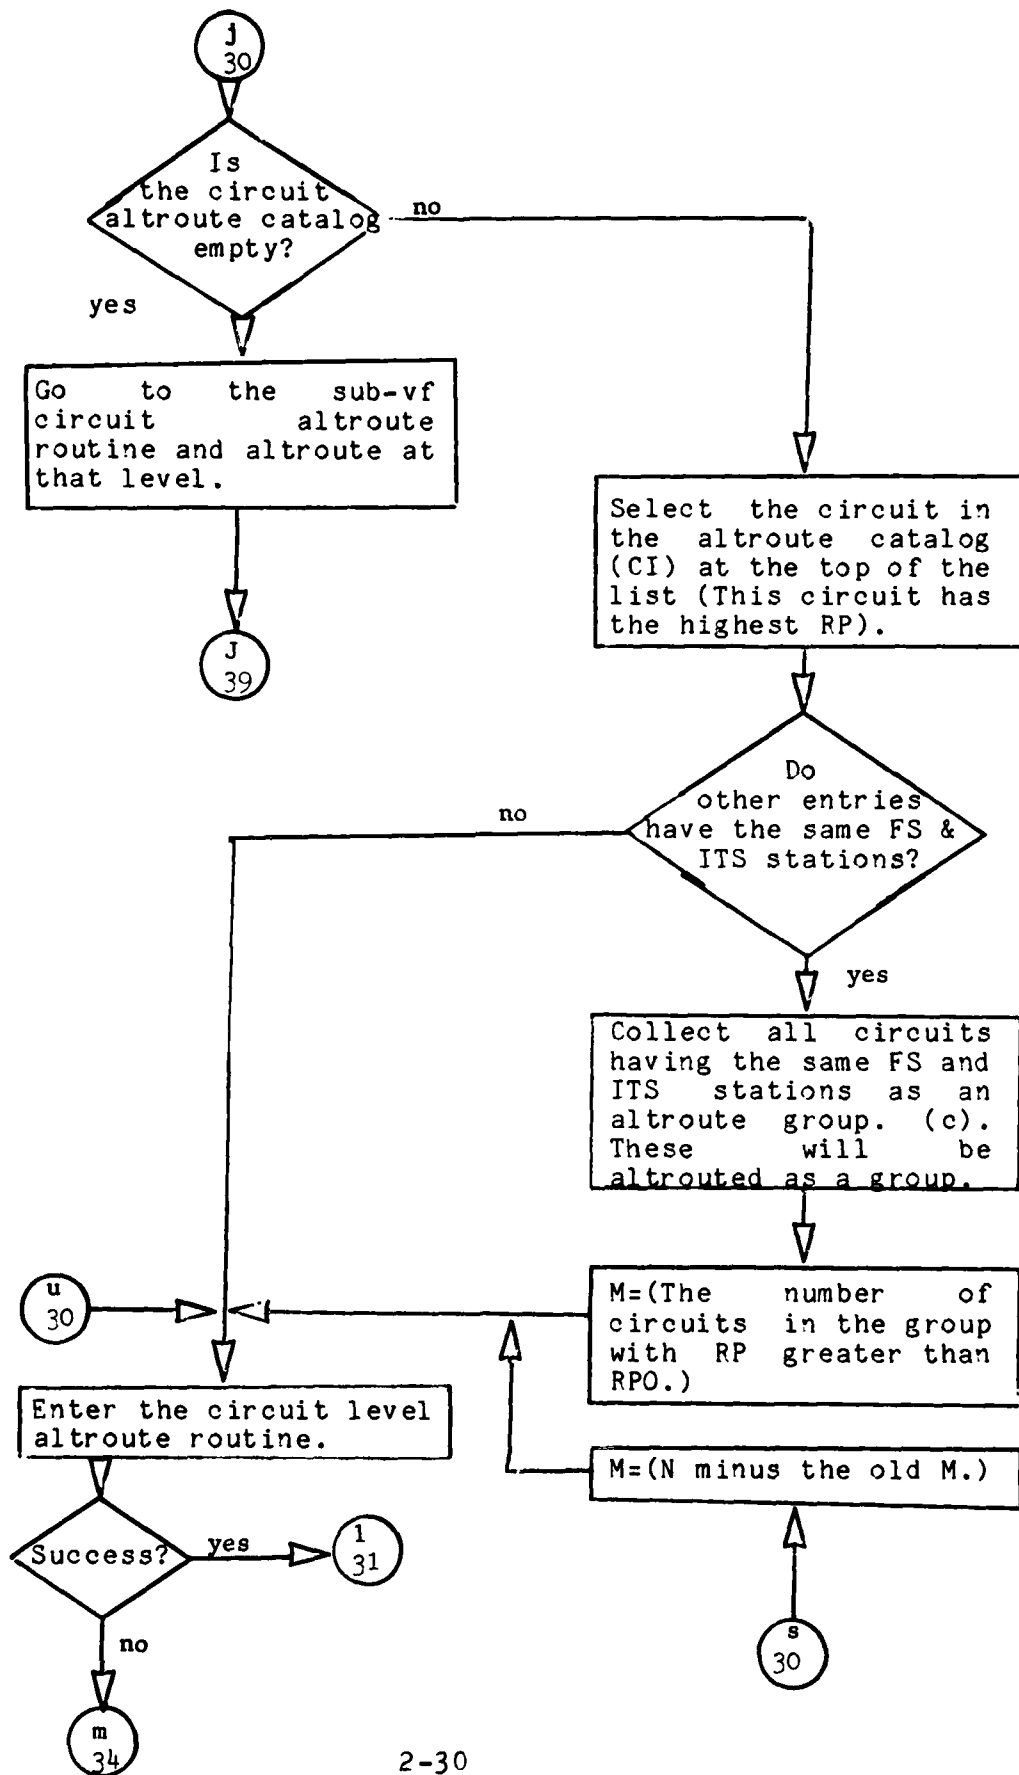 j
30
Is
the circuit
altroute catalog
empty?
no
yes
Go to the sub-vf
circuit altroute
routine and altroute at
that level.
J
39
Select the circuit in
the altroute catalog
(CI) at the top of the
list (This circuit has
the highest RP).
Do
other entries
have the same FS &
ITS stations?
no
yes
Collect all circuits
having the same FS and
ITS stations as an
altroute group. (c).
These will be
altrouted as a group.
u
30
M=(The number of
circuits in the group
with RP greater than
RPO.)
Enter the circuit level
altroute routine.
M=(N minus the old M.)
Success?
yes
l
31
no
s
30
m
34
2-30